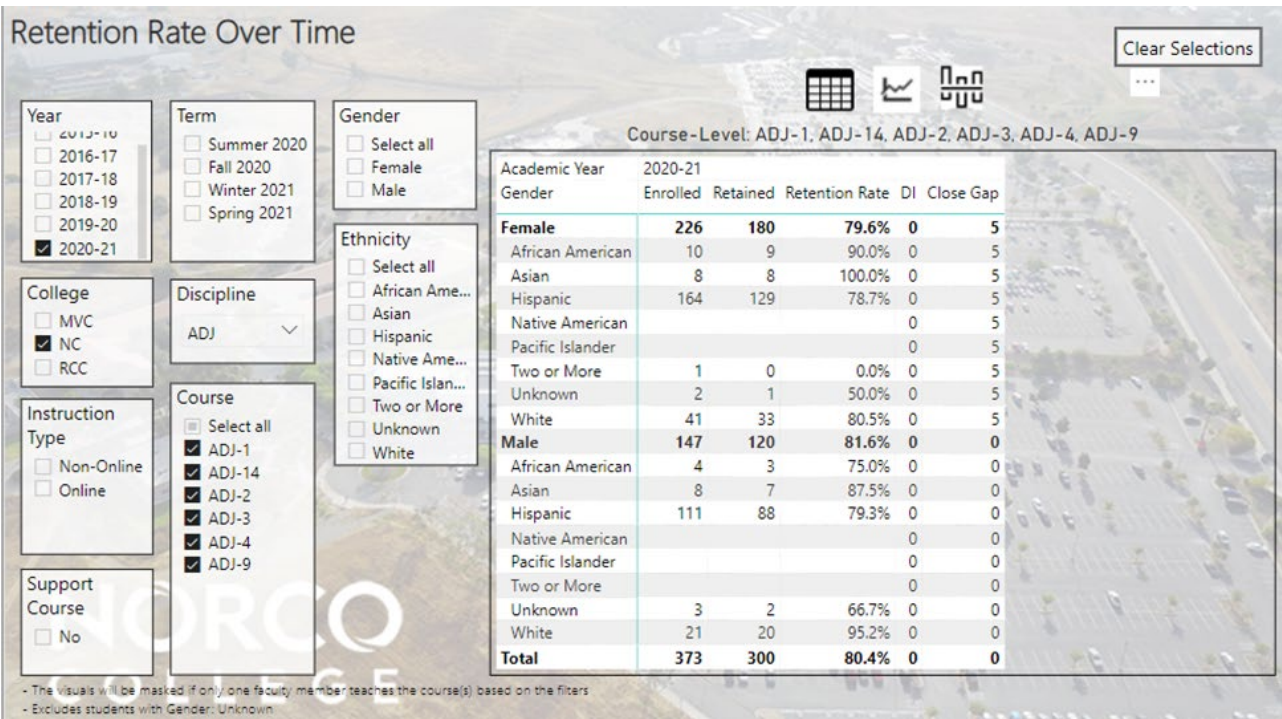 Retention Rate Over Time
Clear Selections
...
Year
2015-16
2016-17
2017-18
2018-19
2019-20
2020-21
Term
Summer 2020
Fall 2020
Winter 2021
Spring 2021
Gender
Select all
Female
Male
College
MVC
NC
RCC
Discipline
ADJ
Ethnicity
Select all
African Ame...
Asian
Hispanic
Native Ame...
Pacific Islan...
Two or More
Unknown
White
Instruction
Type
Non-Online
Online
Course
Select all
ADJ-1
ADJ-14
ADJ-2
ADJ-3
ADJ-4
ADJ-9
Support
Course
No
Course-Level: ADJ-1, ADJ-14, ADJ-2, ADJ-3, ADJ-4, ADJ-9
Academic Year 2020-21
Gender Enrolled Retained Retention Rate DI Close Gap
Female 226 180 79.6% 0 5
African American 10 9 90.0% 0 5
Asian 8 8 100.0% 0 5
Hispanic 164 129 78.7% 0 5
Native American 0 5
Pacific Islander 0 5
Two or More 1 0 0.0% 0 5
Unknown 2 1 50.0% 0 5
White 41 33 80.5% 0 5
Male 147 120 81.6% 0 0
African American 4 3 75.0% 0 0
Asian 8 7 87.5% 0 0
Hispanic 111 88 79.3% 0 0
Native American 0 0
Pacific Islander 0 0
Two or More 0 0
Unknown 3 2 66.7% 0 0
White 21 20 95.2% 0 0
Total 373 300 80.4% 0 0
NORCO
COLLEGE
- The visuals will be masked if only one faculty member teaches the course(s) based on the filters
- Excludes students with Gender: Unknown